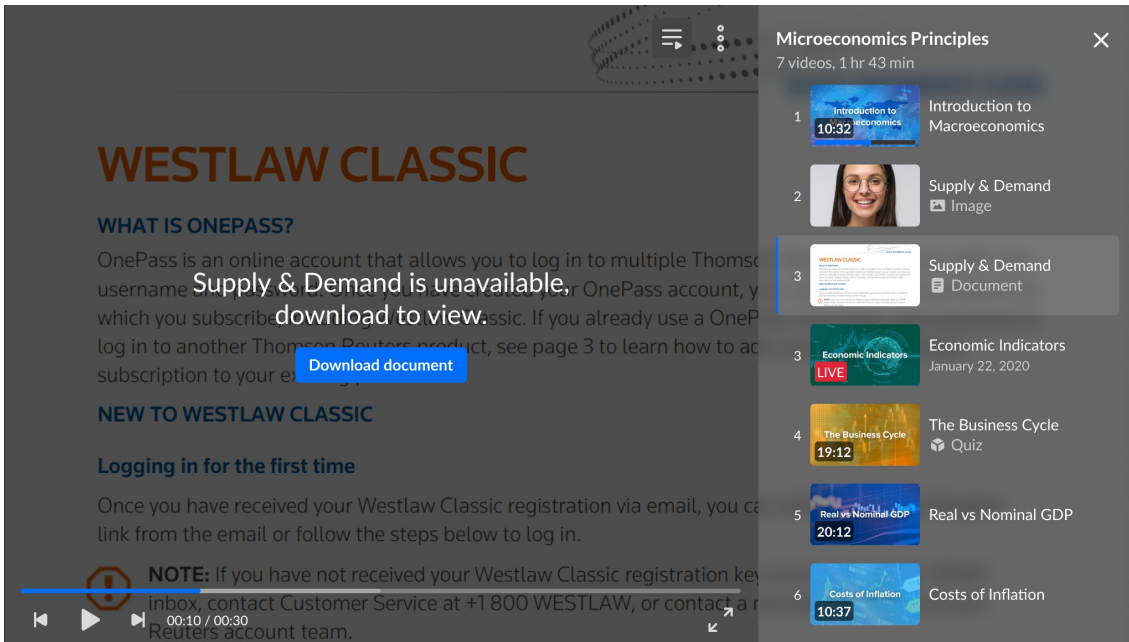 WESTLAW CLASSIC
WHAT IS ONEPASS?
OnePass is an online account that allows you to log in to multiple Thomso
Supply & Demand is unavailable,
download to view.
which you subscribe
ssic. If you already use a OneP
log in to another Thomson Reuters product, see page 3 to learn how to ac
Download document
subscription to your
NEW TO WESTLAW CLASSIC
Logging in for the first time
Once you have received your Westlaw Classic registration via email, you ca
link from the email or follow the steps below to log in.
NOTE: If you have not received your Westlaw Classic registration key
inbox, contact Customer Service at +1 800 WESTLAW, or contact a r
Reuters account team.
00:10 / 00:30
Microeconomics Principles
7 videos, 1 hr 43 min
1
Introduction to
Macroeconomics
10:32
Introduction to
Macroeconomics
2
Supply & Demand
Image
3
WESTLAW CLASSIC
Supply & Demand
Document
3
Economic Indicators
LIVE
Economic Indicators
January 22, 2020
4
The Business Cycle
19:12
The Business Cycle
Quiz
5
Real vs Nominal GDP
20:12
Real vs Nominal GDP
6
Costs of Inflation
10:37
Costs of Inflation